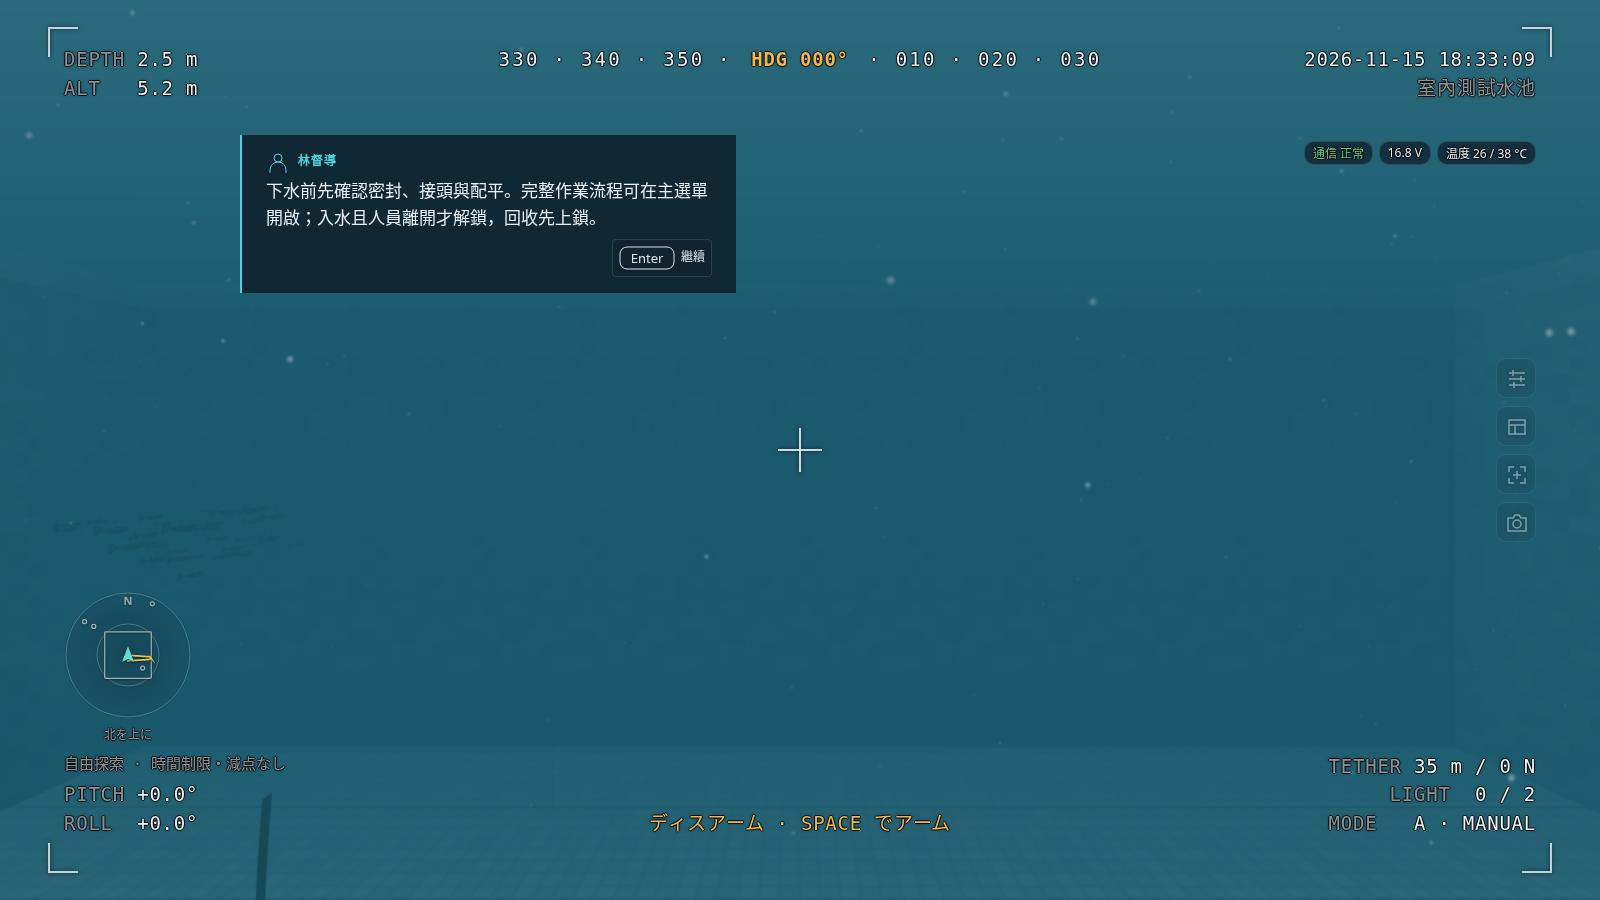 DEPTH 2.5 m
ALT 5.2 m
330 · 340 · 350 · HDG 000° · 010 · 020 · 030
2026-11-15 18:33:09
室內測試水池
林督導
下水前先確認密封、接頭與配平。完整作業流程可在主選單
開啟；入水且人員離開才解鎖，回收先上鎖。
Enter 繼續
通信 正常
16.8 V
温度 26 / 38 °C
N
北を上に
自由探索 · 時間制限・減点なし
PITCH +0.0°
ROLL +0.0°
ディスアーム · SPACE でアーム
TETHER 35 m / 0 N
LIGHT 0 / 2
MODE A · MANUAL